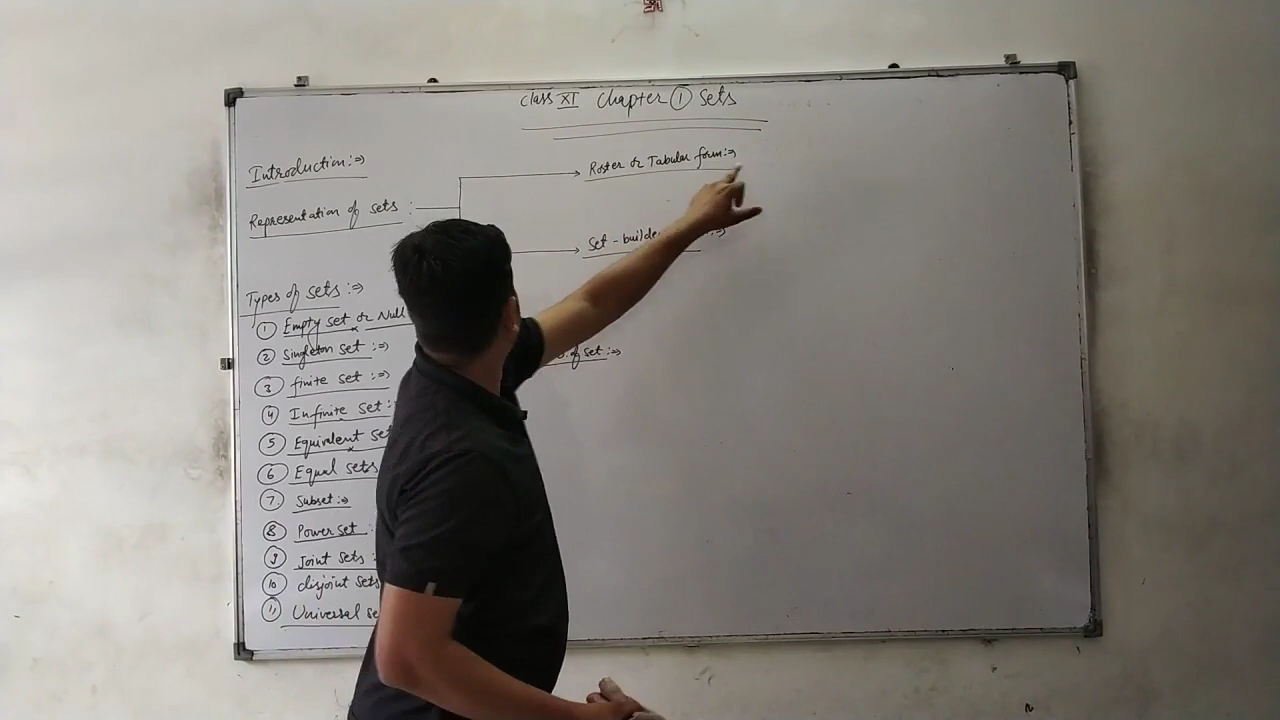 class XI Chapter ① Sets
Introduction:⇒
Representation of sets :
Roster or Tabular form:⇒
Set-builde
Types of sets :⇒
① Empty set or Null
② Singleton set :⇒
③ finite set :⇒
④ Infinite set :
⑤ Equivalent set
⑥ Equal sets
⑦ Subset:⇒
⑧ Power set :
⑨ Joint sets :
⑩ disjoint sets
⑪ Universal se
of set :⇒